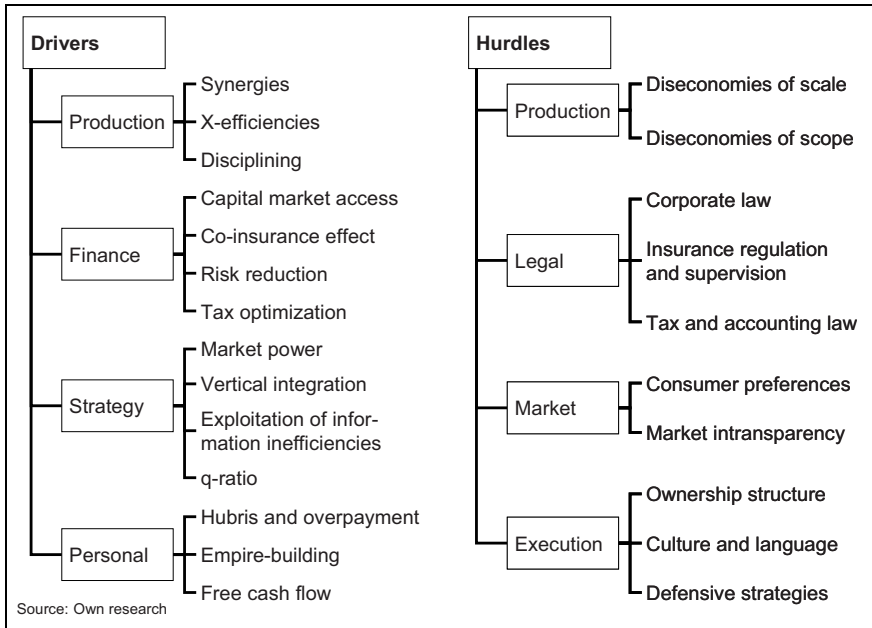 Drivers
Production
Synergies
X-efficiencies
Disciplining
Finance
Capital market access
Co-insurance effect
Risk reduction
Tax optimization
Strategy
Market power
Vertical integration
Exploitation of infor-
mation inefficiencies
q-ratio
Personal
Hubris and overpayment
Empire-building
Free cash flow
Hurdles
Production
Diseconomies of scale
Diseconomies of scope
Legal
Corporate law
Insurance regulation
and supervision
Tax and accounting law
Market
Consumer preferences
Market intransparency
Execution
Ownership structure
Culture and language
Defensive strategies
Source: Own research